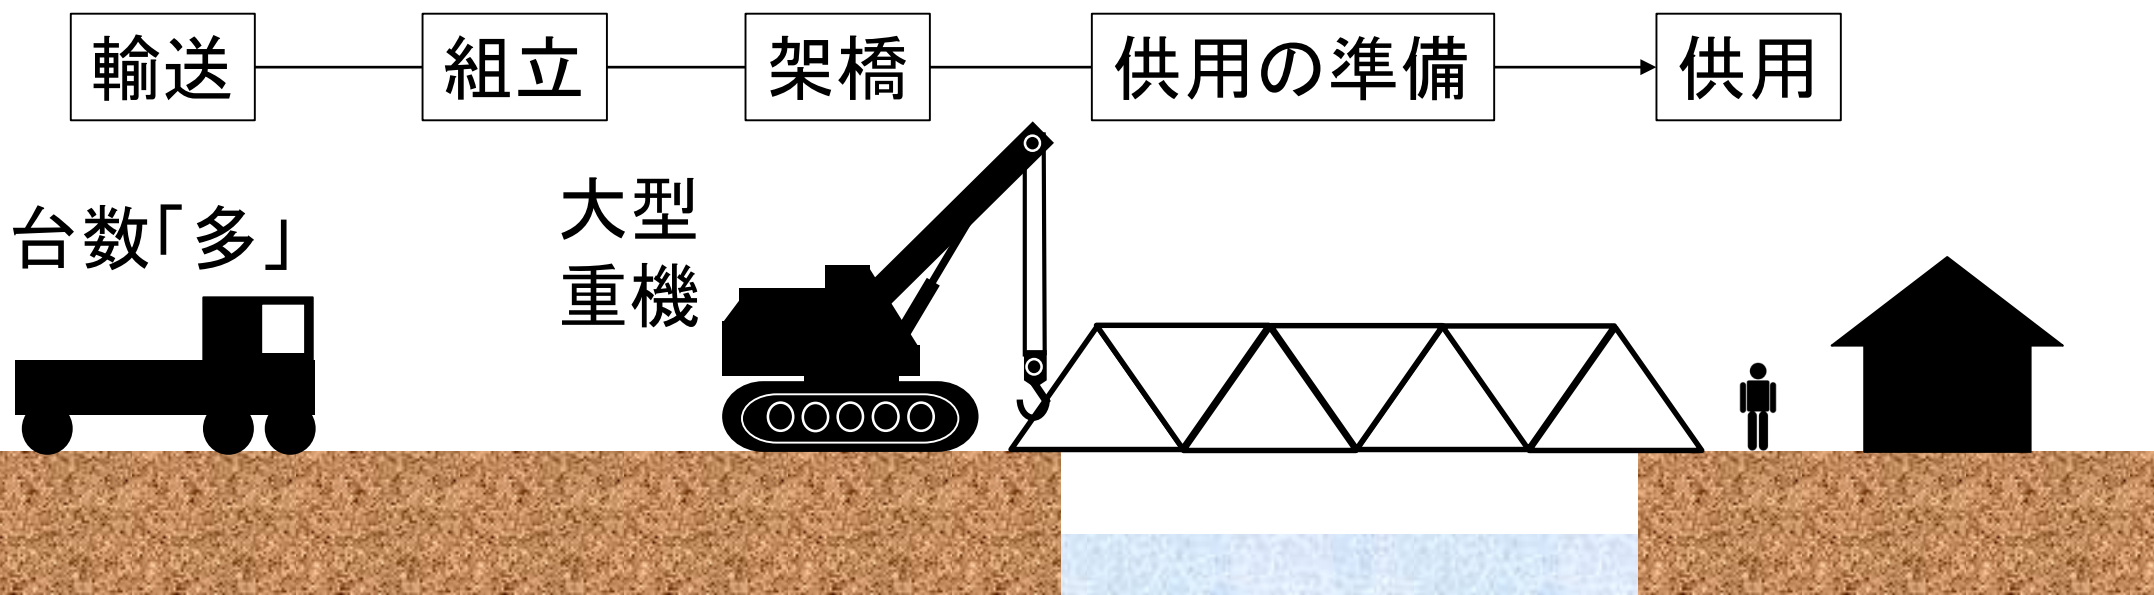 輸送
組立
架橋
供用の準備
供用
台数「多」
大型
重機